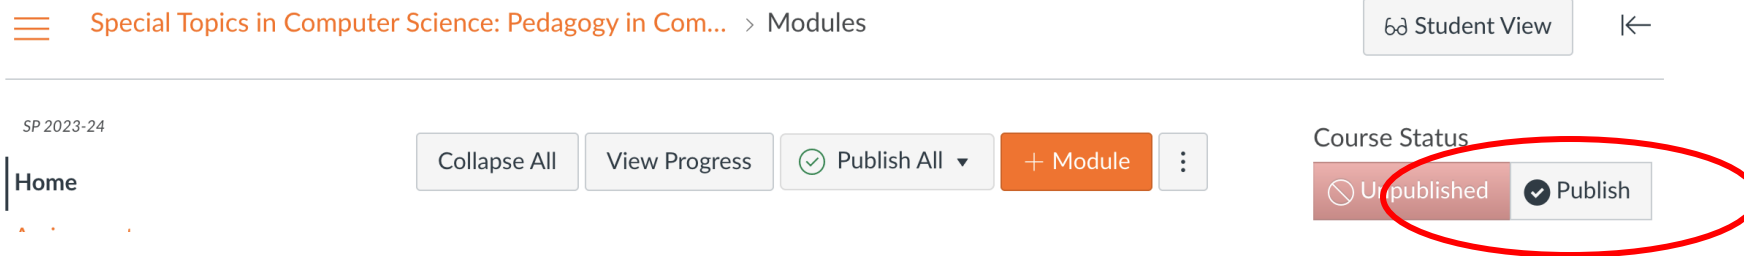 Special Topics in Computer Science: Pedagogy in Com... > Modules
Student View
SP 2023-24
Collapse All
View Progress
Publish All
+ Module
Course Status
Home
Unpublished
Publish